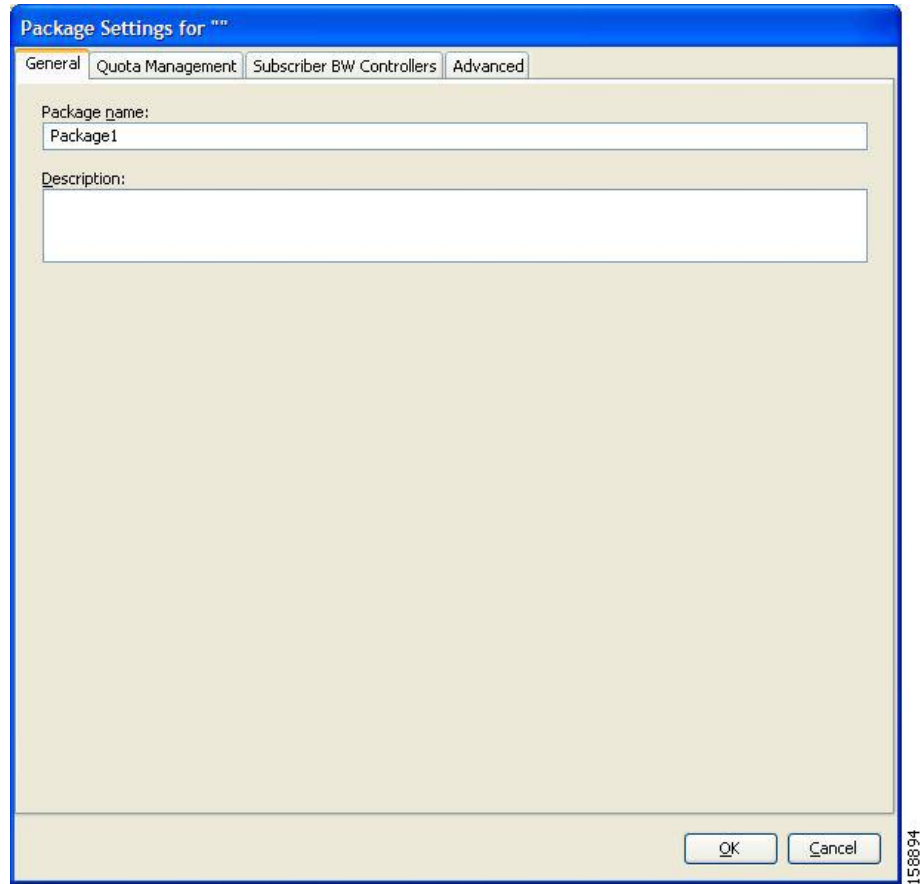 Package Settings for ""
General Quota Management Subscriber BW Controllers Advanced
Package name:
Package1
Description:
OK Cancel
158894